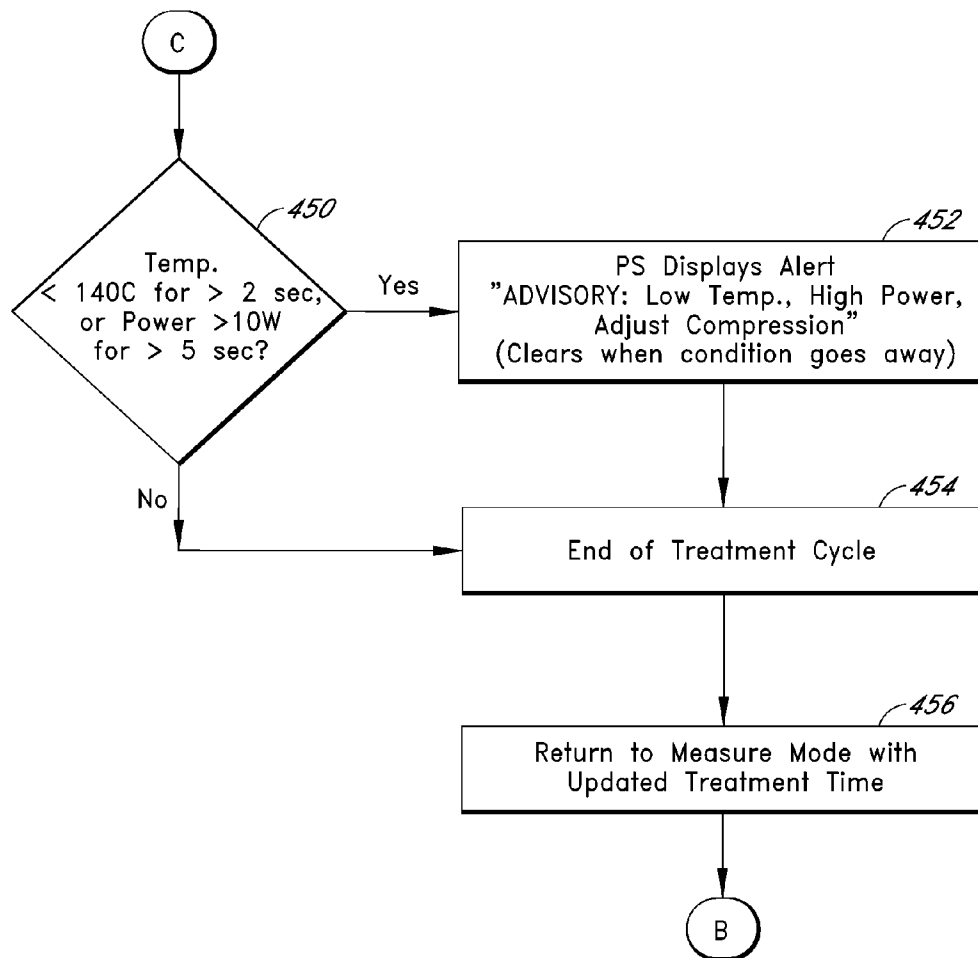 C
450
Temp.
< 140C for > 2 sec,
or Power >10W
for > 5 sec?
Yes
No
452
PS Displays Alert
"ADVISORY: Low Temp., High Power,
Adjust Compression"
(Clears when condition goes away)
454
End of Treatment Cycle
456
Return to Measure Mode with
Updated Treatment Time
B